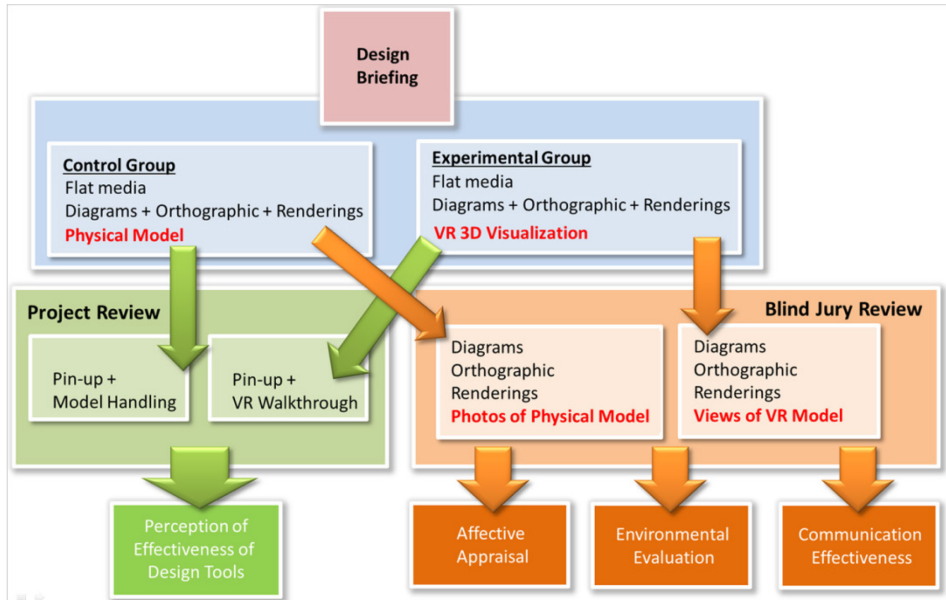 Design
Briefing
Control Group
Flat media
Diagrams + Orthographic + Renderings
Physical Model
Experimental Group
Flat media
Diagrams + Orthographic + Renderings
VR 3D Visualization
Project Review
Pin-up +
Model Handling
Pin-up +
VR Walkthrough
Blind Jury Review
Diagrams
Orthographic
Renderings
Photos of Physical Model
Diagrams
Orthographic
Renderings
Views of VR Model
Perception of
Effectiveness of
Design Tools
Affective
Appraisal
Environmental
Evaluation
Communication
Effectiveness